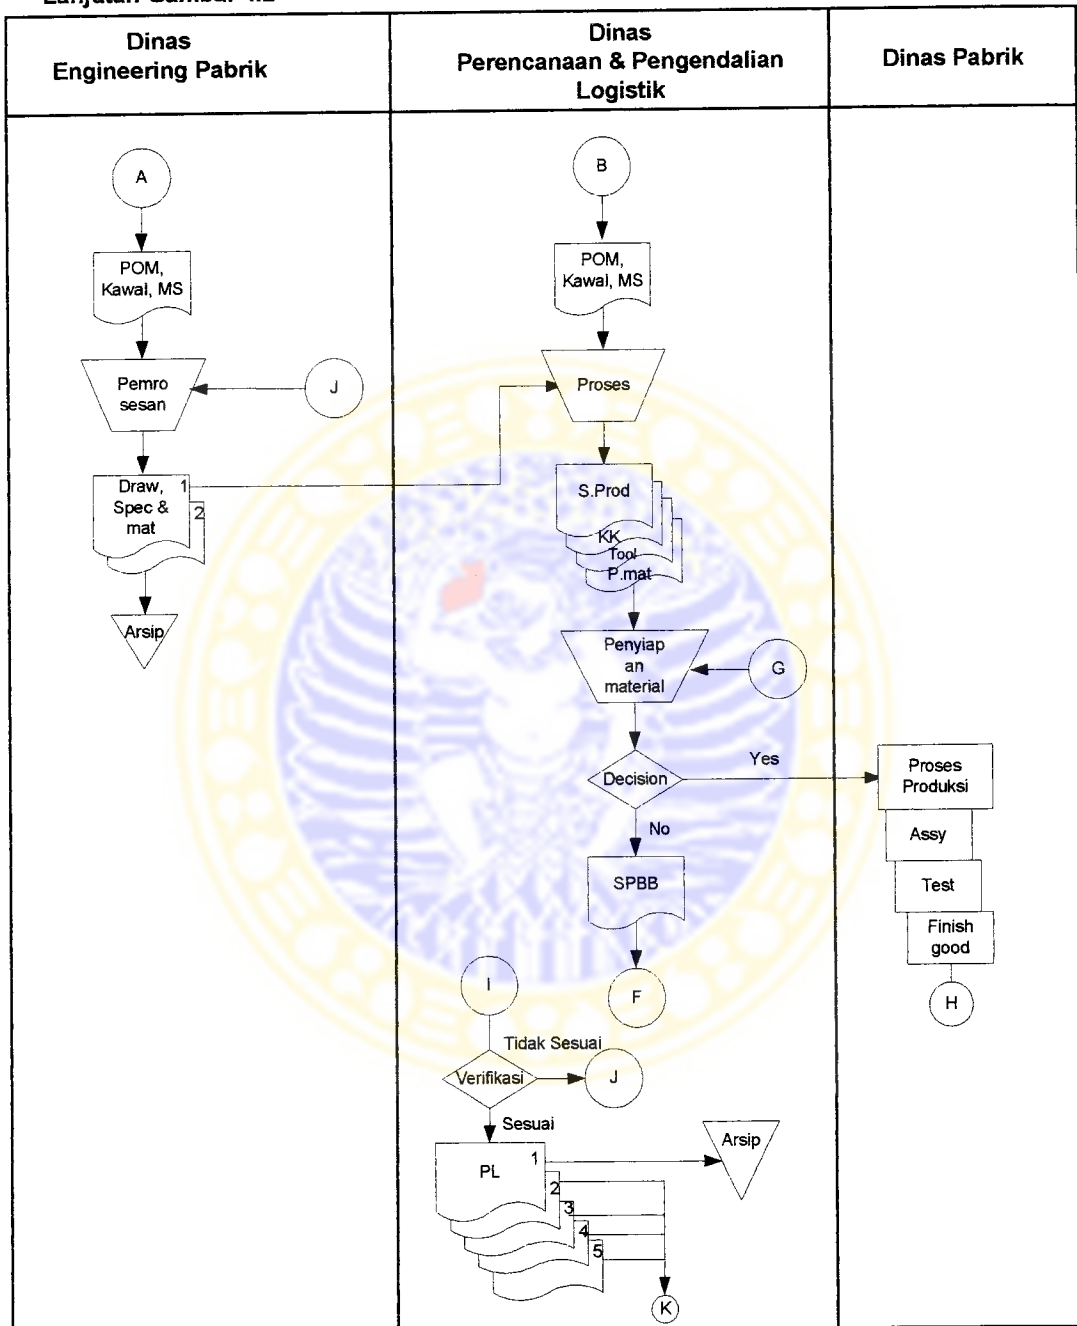 Lanjutan Gambar 4.2
Dinas
Engineering Pabrik
Dinas
Perencanaan & Pengendalian
Logistik
Dinas Pabrik
A
POM,
Kawal, MS
Pemro
sesan
J
Draw,
Spec &
mat
1
2
Arsip
B
POM,
Kawal, MS
Proses
S.Prod
KK
Tool
P.mat
Penyiap
an
material
G
Decision
Yes
No
SPBB
F
Proses
Produksi
Assy
Test
Finish
good
H
I
Tidak Sesuai
Verifikasi
J
Sesuai
PL
1
2
3
4
5
Arsip
K